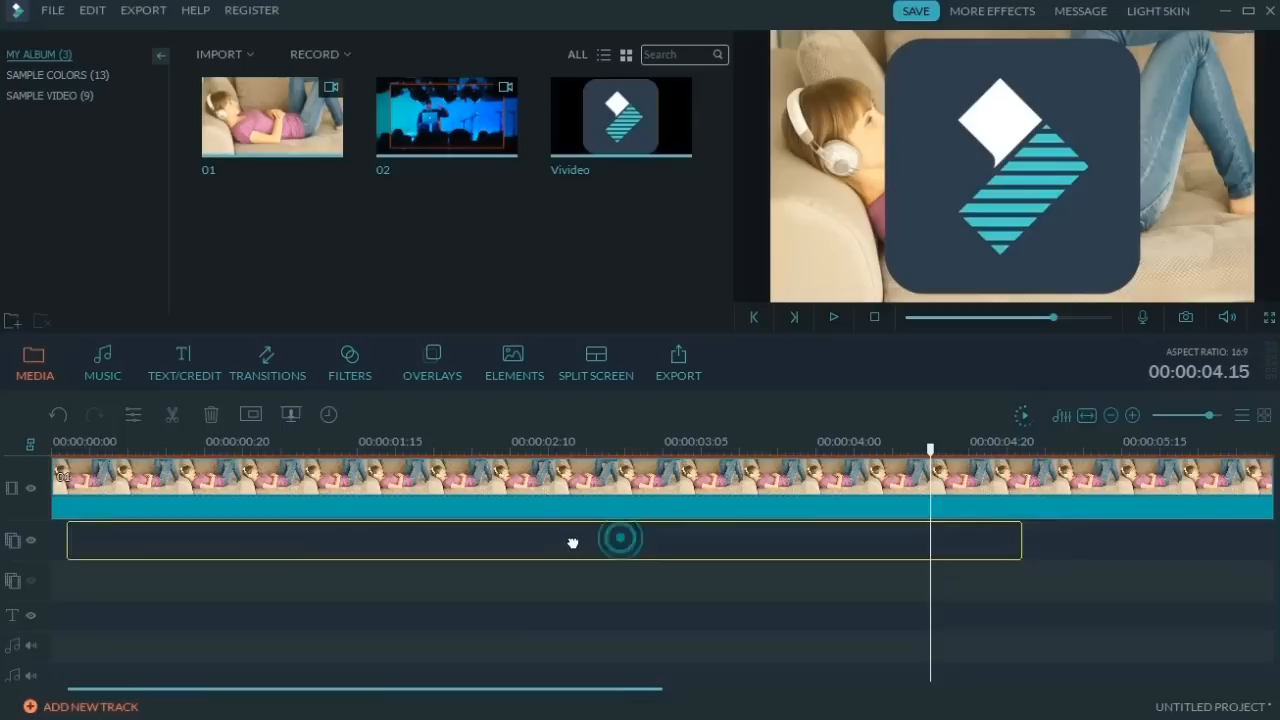 FILE EDIT EXPORT HELP REGISTER SAVE MORE EFFECTS MESSAGE LIGHT SKIN
MY ALBUM (3)
SAMPLE COLORS (13)
SAMPLE VIDEO (9)
IMPORT RECORD ALL Search
01 02 Vivideo
MEDIA MUSIC TEXT/CREDIT TRANSITIONS FILTERS OVERLAYS ELEMENTS SPLIT SCREEN EXPORT
ASPECT RATIO: 16:9
00:00:04.15
00:00:00:00 00:00:00:20 00:00:01:15 00:00:02:10 00:00:03:05 00:00:04:00 00:00:04:20 00:00:05:15
01
ADD NEW TRACK UNTITLED PROJECT *